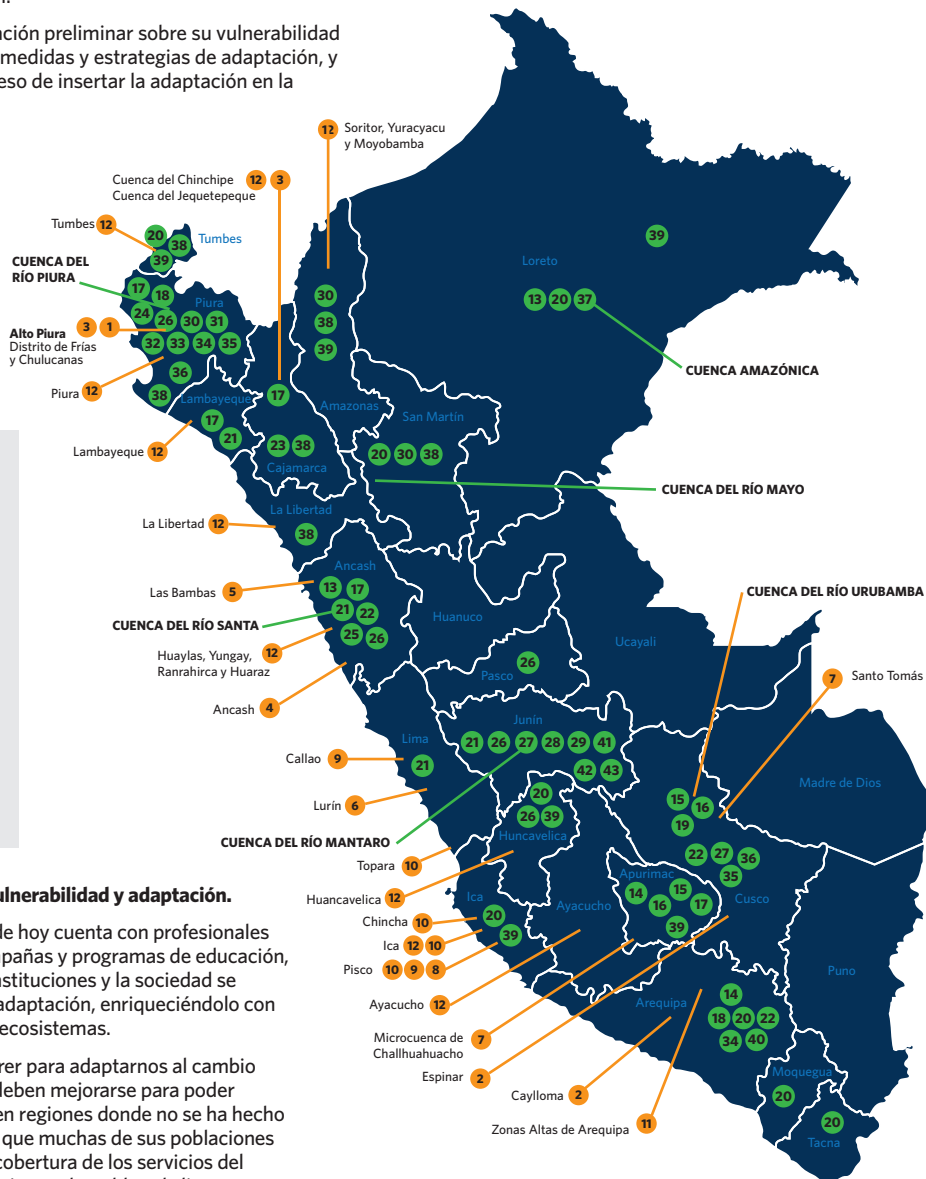 ación preliminar sobre su vulnerabilidad
medidas y estrategias de adaptación, y
eso de insertar la adaptación en la
12 Soritor, Yuracyacu
y Moyobamba
Cuenca del Chinchipe 12 3
Cuenca del Jequetepeque
Tumbes 12
20 38 39
Tumbes
CUENCA DEL
RÍO PIURA
17 18
Piura
24 26 30 31
32 33 34 35
36
38
Alto Piura 3 1
Distrito de Frías
y Chulucanas
Piura 12
39
Loreto
13 20 37
CUENCA AMAZÓNICA
30
38
39
Amazonas
Lambayeque
17
21
Lambayeque 12
17
23 38
Cajamarca
San Martín
20 30 38
CUENCA DEL RÍO MAYO
La Libertad
La Libertad 12
38
Ancash
Las Bambas 5
13 17
21 22
25 26
CUENCA DEL RÍO SANTA
Huaylas, Yungay, 12
Ranrahirca y Huaraz
Ancash 4
Huanuco
Ucayali
CUENCA DEL RÍO URUBAMBA
7 Santo Tomás
26
Pasco
Junín
21 26 27 28 29 41
42 43
Lima
21
Callao 9
Lurín 6
CUENCA DEL RÍO MANTARO
Madre de Dios
15 16
19
20
26 39
Huncavelica
22 27 36
35
Cusco
Topara 10
Huancavelica 12
Chincha 10
Ica 12 10
Pisco 10 9 8
Ica
20
39
Ayacucho
Apurimac
14 15
16 17
39
Ayacucho 12
Puno
Microcuenca de 7
Challhuahuacho
Espinar 2
Caylloma 2
Zonas Altas de Arequipa 11
Arequipa
14
18 20 22
34 40
Moquegua
20
20
Tacna
ulnerabilidad y adaptación.
de hoy cuenta con profesionales
pañas y programas de educación,
nstituciones y la sociedad se
adaptación, enriqueciéndolo con
ecosistemas.
rer para adaptarnos al cambio
deben mejorarse para poder
en regiones donde no se ha hecho
que muchas de sus poblaciones
cobertura de los servicios del